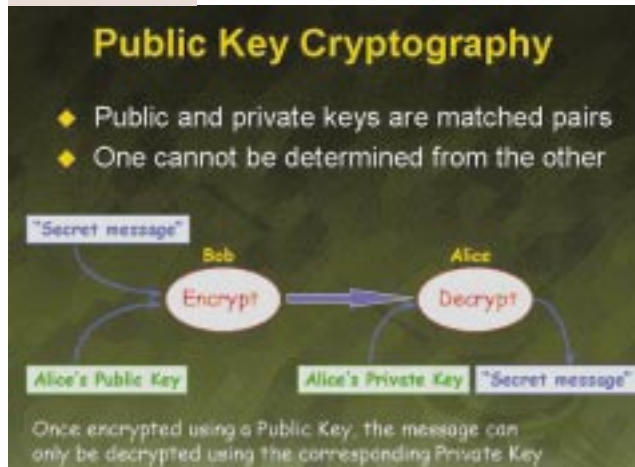 Public Key Cryptography
Public and private keys are matched pairs
One cannot be determined from the other
"Secret message"
Bob
Alice
Encrypt
Decrypt
Alice's Public Key
Alice's Private Key
"Secret message"
Once encrypted using a Public Key, the message can
only be decrypted using the corresponding Private Key